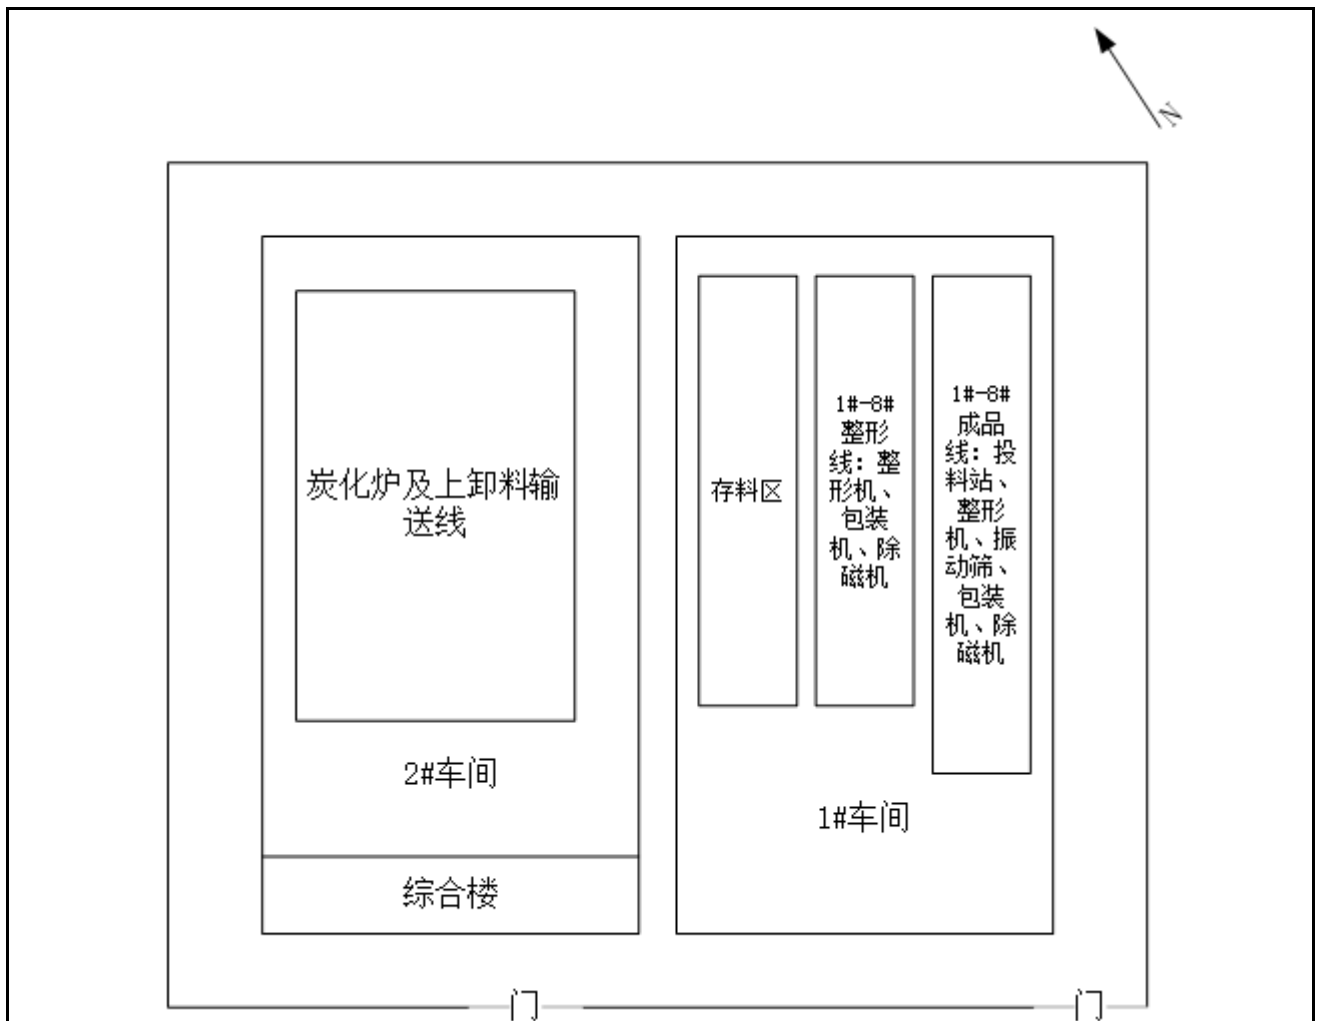 N
炭化炉及上卸料输
送线
2#车间
综合楼
存料区
1#-8#
整形
线：整
形机、
包装
机、除
磁机
1#-8#
成品
线：投
料站、
整形
机、振
动筛、
包装
机、除
磁机
1#车间
门
门